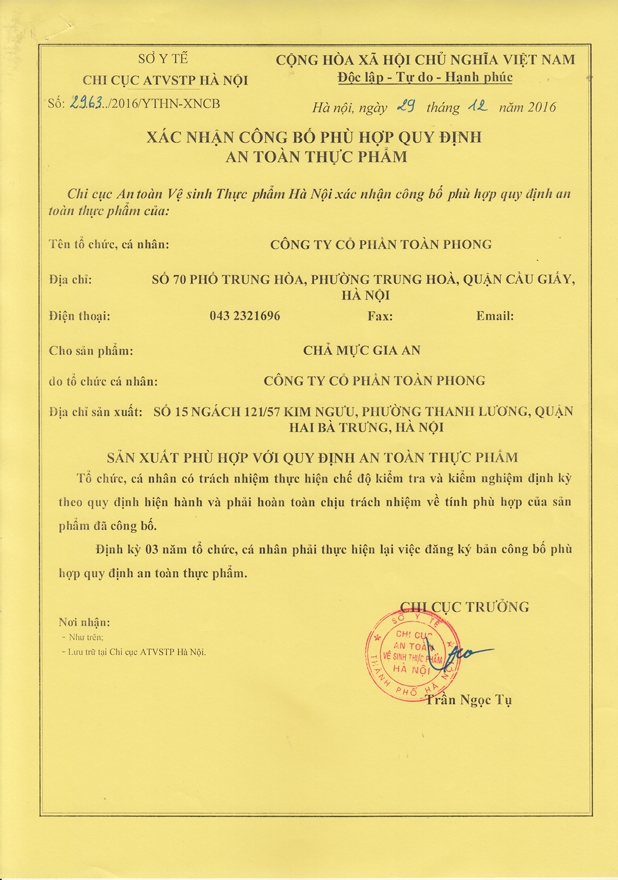 SỞ Y TẾ
CHI CỤC ATVSTP HÀ NỘI
Số: 2963../2016/YTHN-XNCB
CỘNG HÒA XÃ HỘI CHỦ NGHĨA VIỆT NAM
Độc lập - Tự do - Hạnh phúc
Hà nội, ngày 29 tháng 12 năm 2016
XÁC NHẬN CÔNG BỐ PHÙ HỢP QUY ĐỊNH
AN TOÀN THỰC PHẨM
Chi cục An toàn Vệ sinh Thực phẩm Hà Nội xác nhận công bố phù hợp quy định an
toàn thực phẩm của:
Tên tổ chức, cá nhân: CÔNG TY CỔ PHẦN TOÀN PHONG
Địa chỉ: SỐ 70 PHỐ TRUNG HÒA, PHƯỜNG TRUNG HOÀ, QUẬN CẦU GIẤY,
HÀ NỘI
Điện thoại: 043 2321696 Fax: Email:
Cho sản phẩm: CHẢ MỰC GIA AN
do tổ chức cá nhân: CÔNG TY CỔ PHẦN TOÀN PHONG
Địa chỉ sản xuất: SỐ 15 NGÁCH 121/57 KIM NGƯU, PHƯỜNG THANH LƯƠNG, QUẬN
HAI BÀ TRƯNG, HÀ NỘI
SẢN XUẤT PHÙ HỢP VỚI QUY ĐỊNH AN TOÀN THỰC PHẨM
Tổ chức, cá nhân có trách nhiệm thực hiện chế độ kiểm tra và kiểm nghiệm định kỳ
theo quy định hiện hành và phải hoàn toàn chịu trách nhiệm về tính phù hợp của sản
phẩm đã công bố.
Định kỳ 03 năm tổ chức, cá nhân phải thực hiện lại việc đăng ký bản công bố phù
hợp quy định an toàn thực phẩm.
CHI CỤC TRƯỞNG
Nơi nhận:
- Như trên;
- Lưu trữ tại Chi cục ATVSTP Hà Nội.
SỞ Y TẾ
CHI CỤC
AN TOÀN
VỆ SINH THỰC PHẨM
HÀ NỘI
THÀNH PHỐ HÀ NỘI
Trần Ngọc Tụ